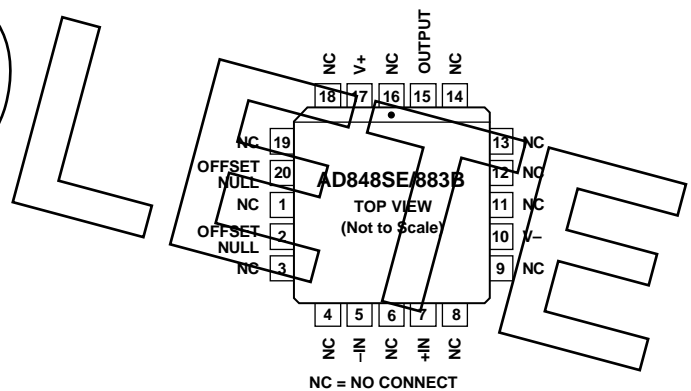 NC V+ NC OUTPUT NC
18 17 16 15 14
NC 19
OFFSET NULL 20
NC 1
OFFSET NULL 2
NC 3
13 NC
12 NC
11 NC
10 V–
9 NC
AD848SE/883B
TOP VIEW
(Not to Scale)
4 5 6 7 8
NC –IN NC +IN NC
NC = NO CONNECT
LETE